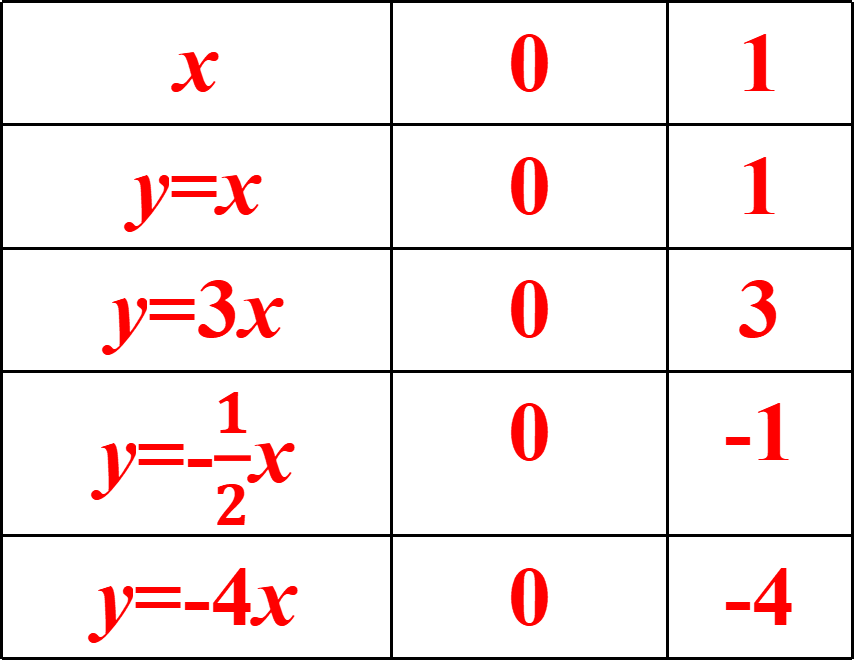 x 0 1
y=x 0 1
y=3x 0 3
y=-1/2x 0 -1
y=-4x 0 -4